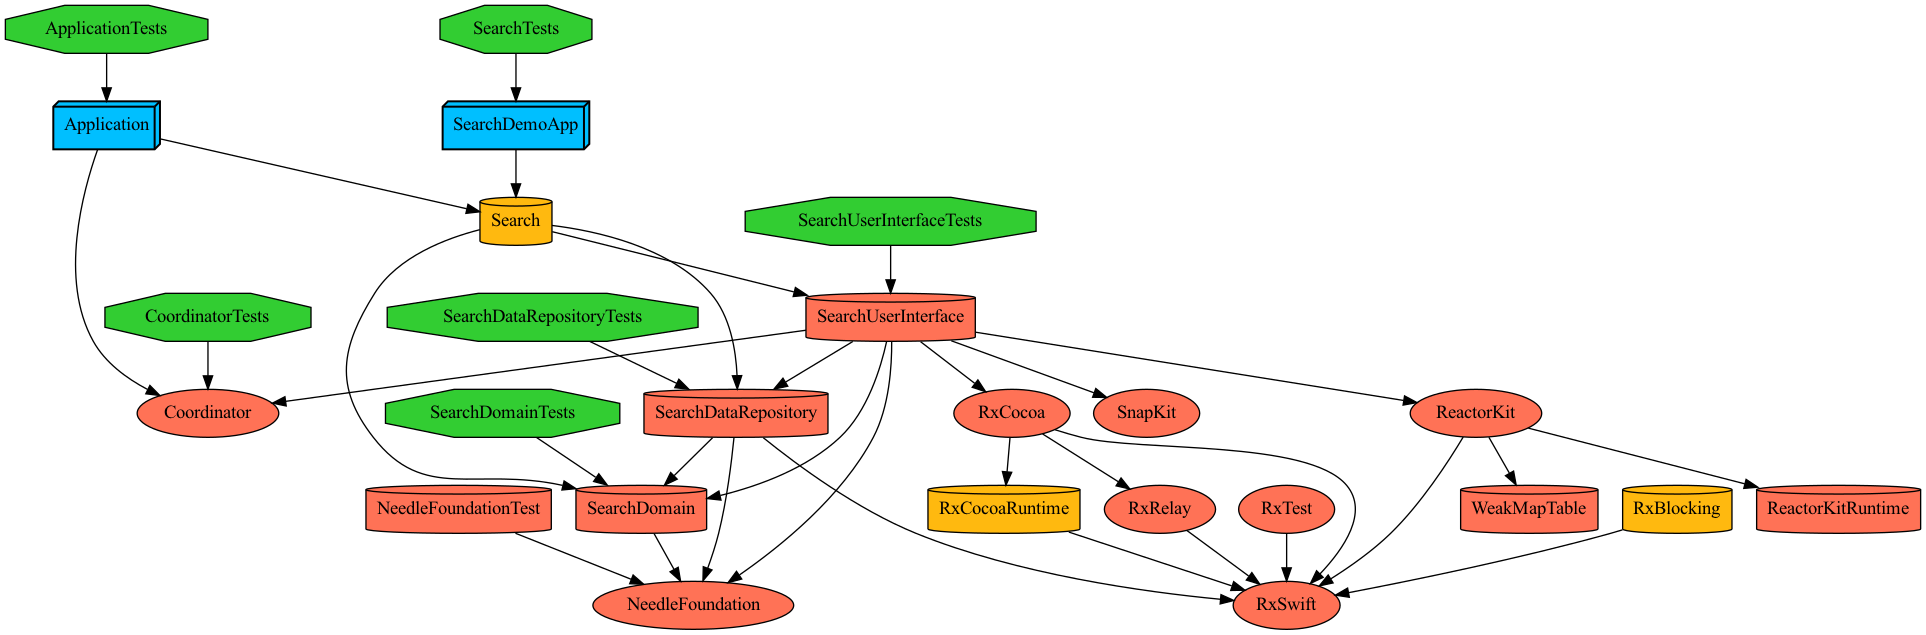 ApplicationTests
SearchTests
Application
SearchDemoApp
Search
SearchUserInterfaceTests
CoordinatorTests
SearchDataRepositoryTests
SearchUserInterface
Coordinator
SearchDomainTests
SearchDataRepository
RxCocoa
SnapKit
ReactorKit
NeedleFoundationTest
SearchDomain
RxCocoaRuntime
RxRelay
RxTest
WeakMapTable
RxBlocking
ReactorKitRuntime
NeedleFoundation
RxSwift